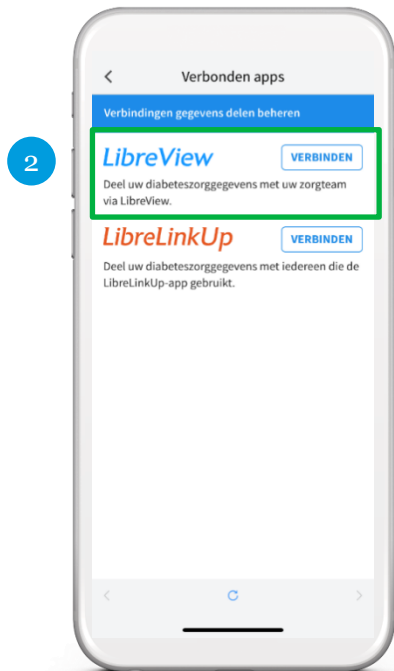 Verbonden apps
Verbindingen gegevens delen beheren
2
LibreView VERBINDEN
Deel uw diabeteszorggegevens met uw zorgteam
via LibreView.
LibreLinkUp VERBINDEN
Deel uw diabeteszorggegevens met iedereen die de
LibreLinkUp-app gebruikt.